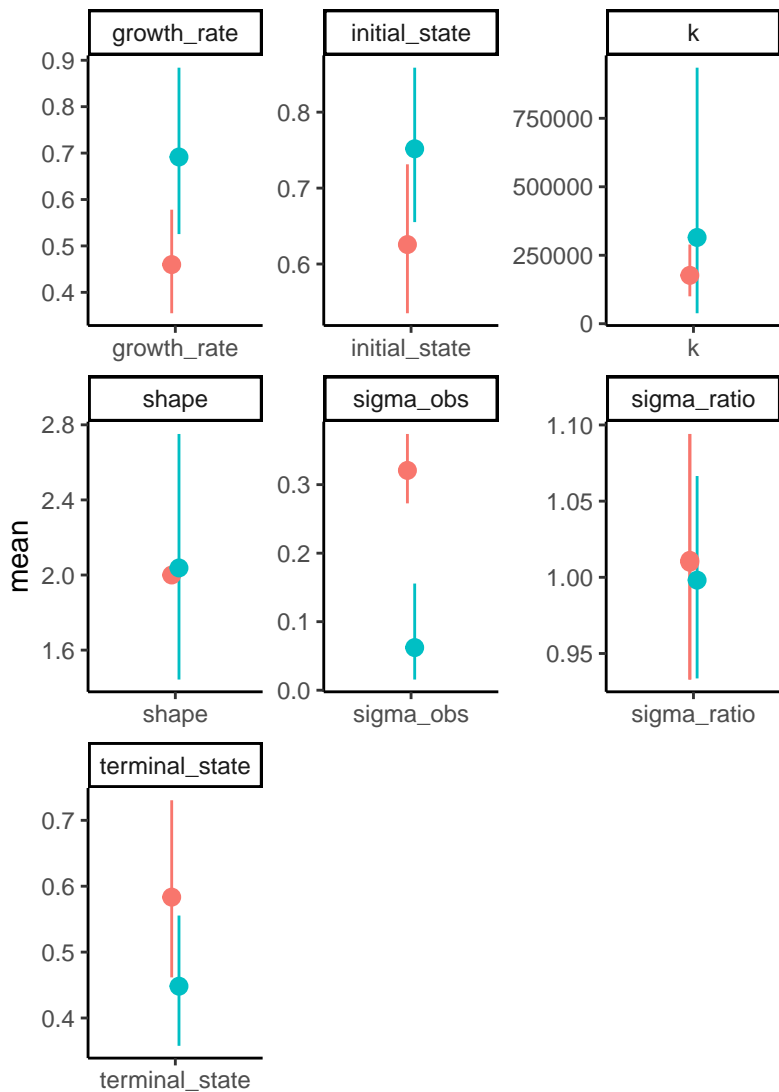 growth_rate
initial_state
k
0.9
0.8
0.7
0.6
0.5
0.4
0.8
0.7
0.6
750000
500000
250000
0
growth_rate
initial_state
k
shape
sigma_obs
sigma_ratio
mean
2.8
2.4
2.0
1.6
0.3
0.2
0.1
0.0
1.10
1.05
1.00
0.95
shape
sigma_obs
sigma_ratio
terminal_state
0.7
0.6
0.5
0.4
terminal_state